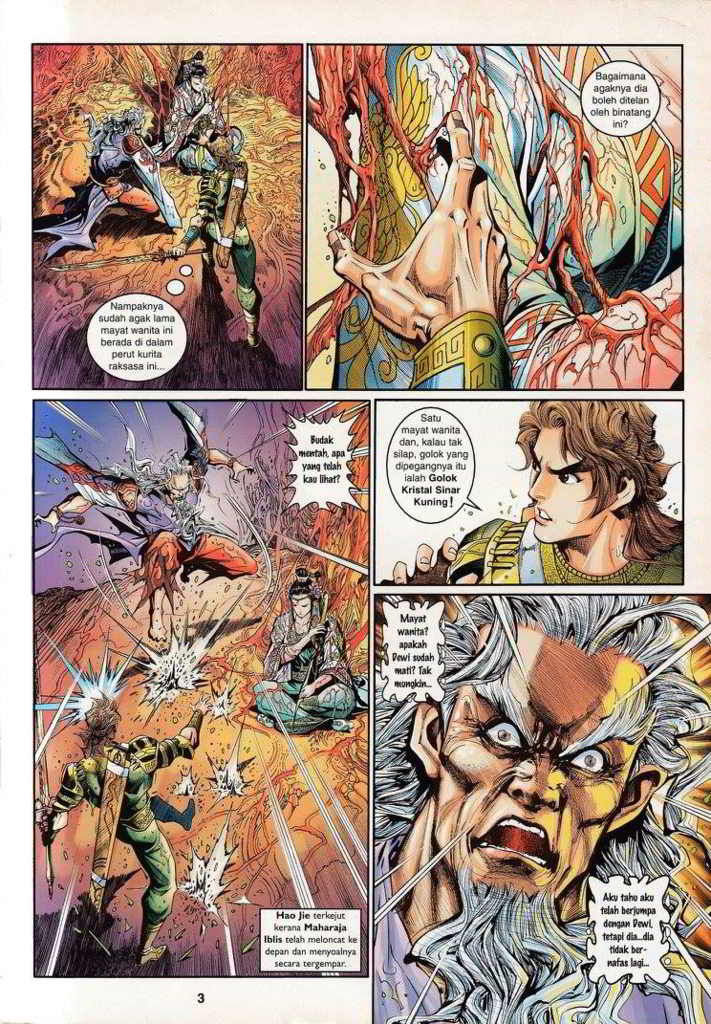 Nampaknya
sudah agak lama
mayat wanita ini
berada di dalam
perut kurita
raksasa ini...
Bagaimana
agaknya dia
boleh ditelan
oleh binatang
ini?
Budak
mentah, apa
yang telah
kau lihat?
Hao Jie terkejut
kerana Maharaja
Iblis telah meloncat ke
depan dan menyoalnya
secara tergempar.
Satu
mayat wanita
dan, kalau tak
silap, golok yang
dipegangnya itu
ialah Golok
Kristal Sinar
Kuning!
Mayat
wanita?
apakah
Dewi sudah
mati? Tak
mungkin...
Aku tahu aku
telah berjumpa
dengan Dewi,
tetapi dia...dia
tidak ber-
nafas lagi...
3